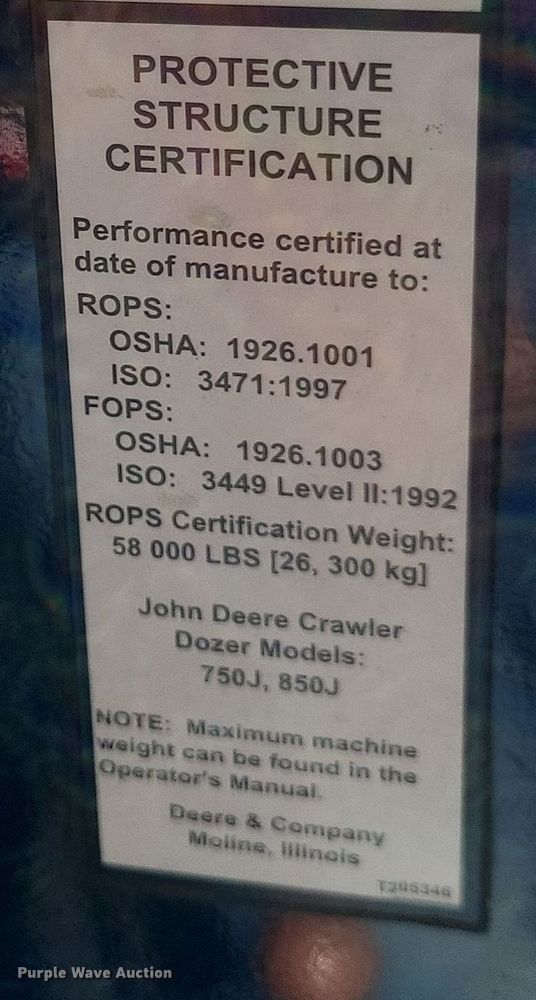 PROTECTIVE
STRUCTURE
CERTIFICATION
Performance certified at
date of manufacture to:
ROPS:
OSHA: 1926.1001
ISO: 3471:1997
FOPS:
OSHA: 1926.1003
ISO: 3449 Level II:1992
ROPS Certification Weight:
58 000 LBS [26, 300 kg]
John Deere Crawler
Dozer Models:
750J, 850J
NOTE: Maximum machine
weight can be found in the
Operator's Manual.
Deere & Company
Moline, Illinois
Purple Wave Auction